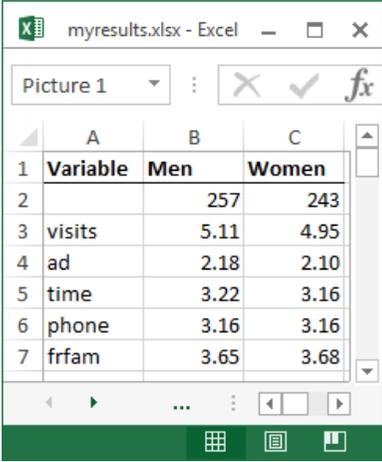 myresults.xlsx - Excel
Picture 1 fx
A B C
1 Variable Men Women
2 257 243
3 visits 5.11 4.95
4 ad 2.18 2.10
5 time 3.22 3.16
6 phone 3.16 3.16
7 frfam 3.65 3.68
...